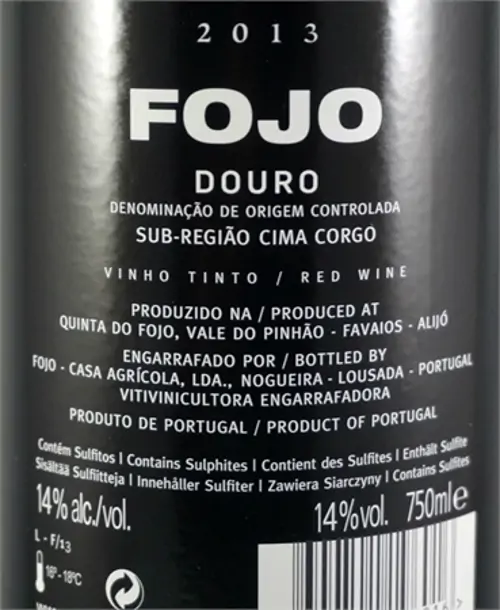 2013
FOJO
DOURO
DENOMINAÇÃO DE ORIGEM CONTROLADA
SUB-REGIÃO CIMA CORGO
VINHO TINTO / RED WINE
PRODUZIDO NA / PRODUCED AT
QUINTA DO FOJO, VALE DO PINHÃO - FAVAIOS - ALIJÓ
ENGARRAFADO POR / BOTTLED BY
FOJO - CASA AGRÍCOLA, LDA., NOGUEIRA - LOUSADA - PORTUGAL
VITIVINICULTORA ENGARRAFADORA
PRODUTO DE PORTUGAL / PRODUCT OF PORTUGAL
Contém Sulfitos | Contains Sulphites | Contient des Sulfites | Enthält Sulfite
Sisältää Sulfiitteja | Innehåller Sulfiter | Zawiera Siarczyny | Contains Sulfites
14% alc./vol. 14%vol. 750ml e
L - F/13
16º - 18ºC